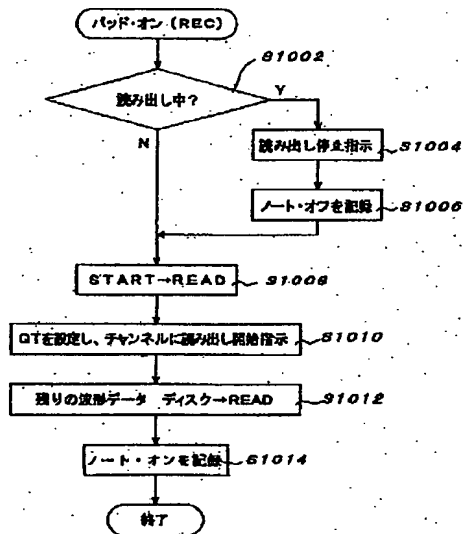 パッド・オン(REC)
S1002
読み出し中?
Y
N
読み出し停止指示
S1004
ノート・オフを記録
S1006
START→READ
S1008
GTを設定し、チャンネルに読み出し開始指示
S1010
残りの波形データ ディスク→READ
S1012
ノート・オンを記録
S1014
終了